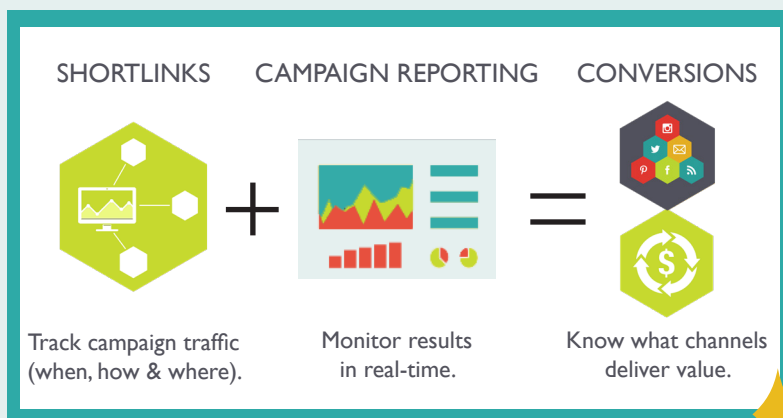 SHORTLINKS
CAMPAIGN REPORTING
CONVERSIONS
+
=
$
Track campaign traffic
(when, how & where).
Monitor results
in real-time.
Know what channels
deliver value.